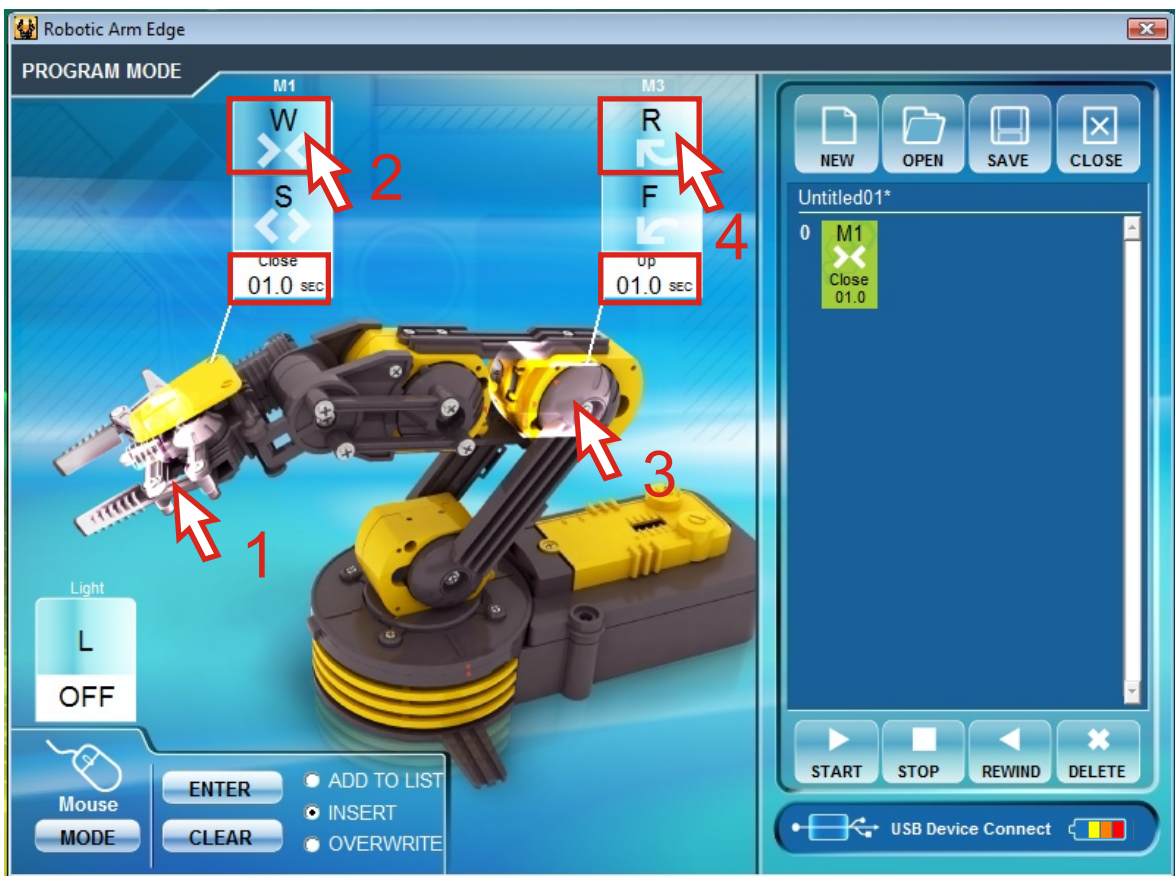 Robotic Arm Edge
PROGRAM MODE
M1
W
2
S
Close
01.0 SEC
M3
R
4
F
Up
01.0 SEC
1
3
Light
L
OFF
Mouse
MODE
ENTER
CLEAR
ADD TO LIST
INSERT
OVERWRITE
NEW OPEN SAVE CLOSE
Untitled01*
0 M1
Close
01.0
START STOP REWIND DELETE
USB Device Connect